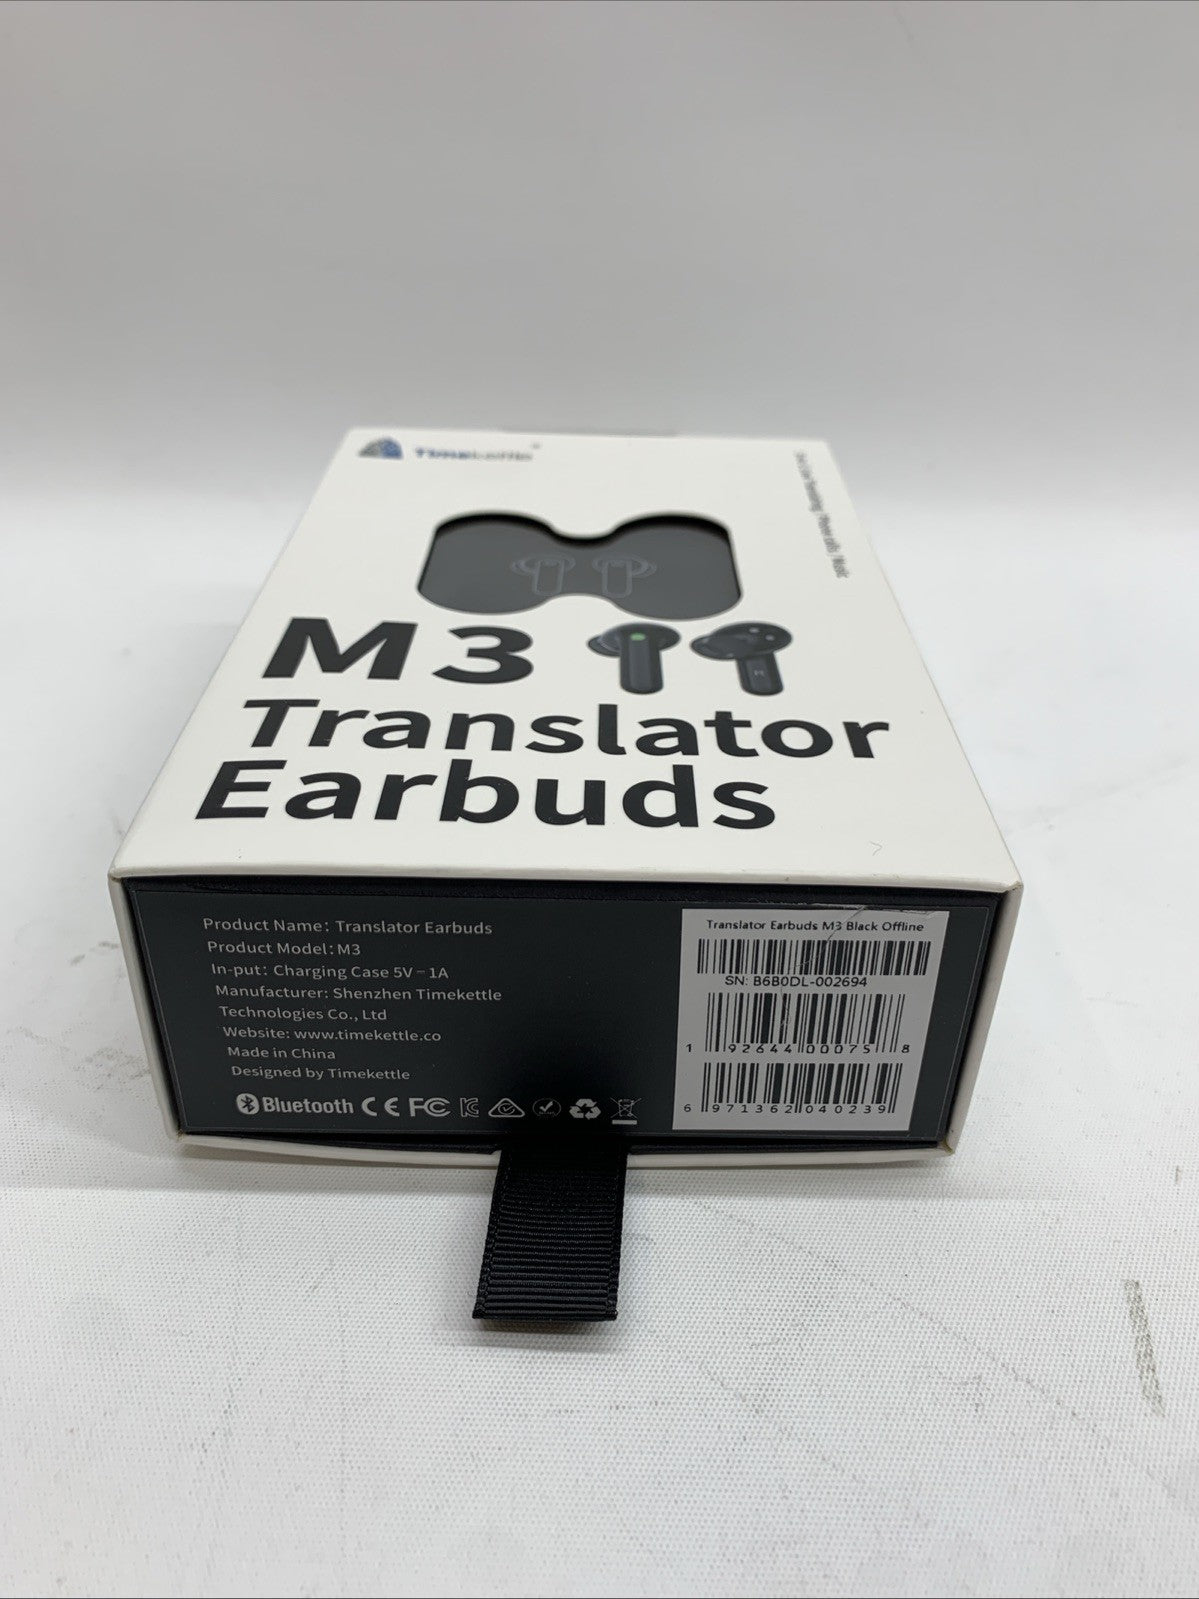 Timekettle
M3
Translator
Earbuds
Product Name: Translator Earbuds
Product Model: M3
In-put: Charging Case 5V⎓1A
Manufacturer: Shenzhen Timekettle
Technologies Co., Ltd
Website: www.timekettle.co
Made in China
Designed by Timekettle
Bluetooth CE FC
Translator Earbuds M3 Black Offline
SN: B6B0DL-002694
1 92644 00075 8
6 971362 040239